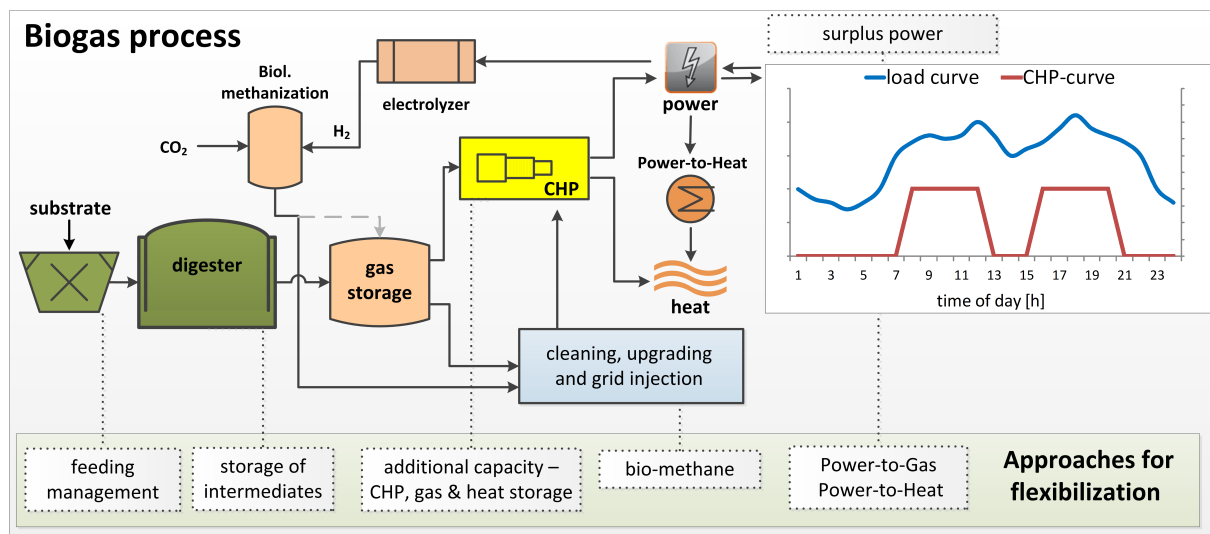 Biogas process
surplus power
Biol.
methanization
electrolyzer
power
load curve
CHP-curve
H₂
CO₂
Power-to-Heat
CHP
substrate
digester
gas
storage
heat
1 3 5 7 9 11 13 15 17 19 21 23
time of day [h]
cleaning, upgrading
and grid injection
feeding
management
storage of
intermediates
additional capacity –
CHP, gas & heat storage
bio-methane
Power-to-Gas
Power-to-Heat
Approaches for
flexibilization